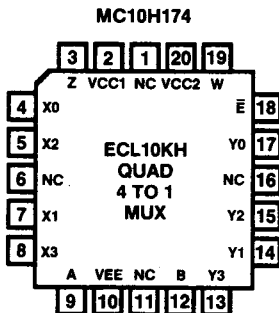 MC10H174
3 2 1 20 19
Z VCC1 NC VCC2 W
4 X0 E̅ 18
5 X2 Y0 17
6 NC NC 16
7 X1 Y2 15
8 X3 Y1 14
ECL10KH
QUAD
4 TO 1
MUX
A VEE NC B Y3
9 10 11 12 13